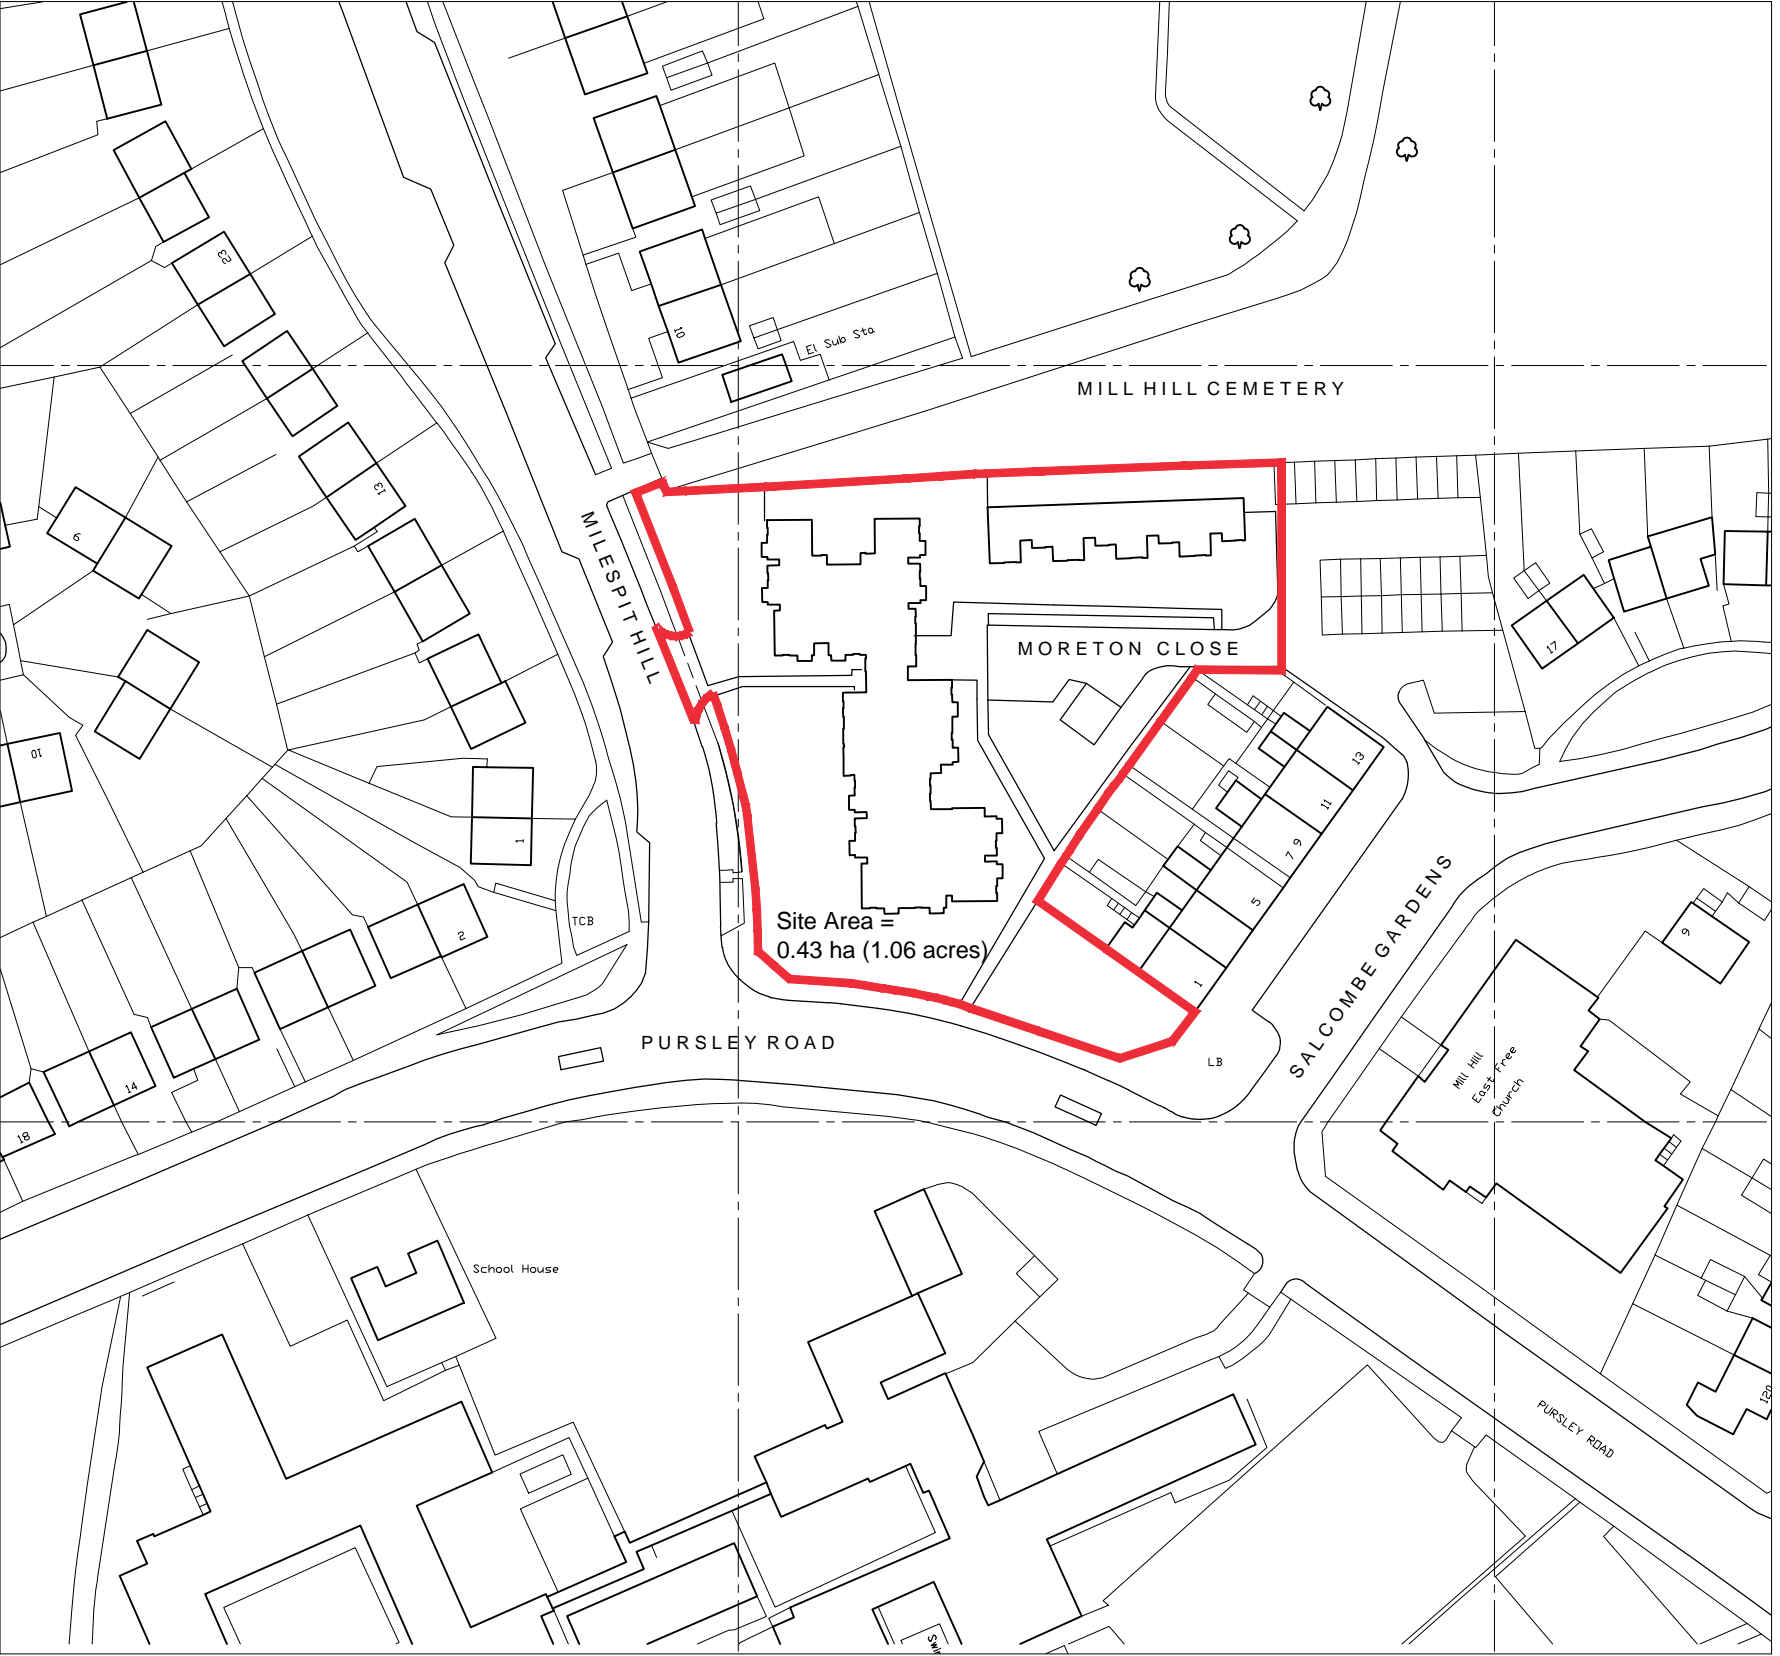 23
10
El Sub Sta
MILL HILL CEMETERY
13
6
MILESPIT HILL
MORETON CLOSE
17
10
1
13
11
9
7
5
1
2
TCB
Site Area =
0.43 ha (1.06 acres)
PURSLEY ROAD
SALCOMBE GARDENS
LB
9
Mill Hill
East Free
Church
14
18
School House
120
PURSLEY ROAD